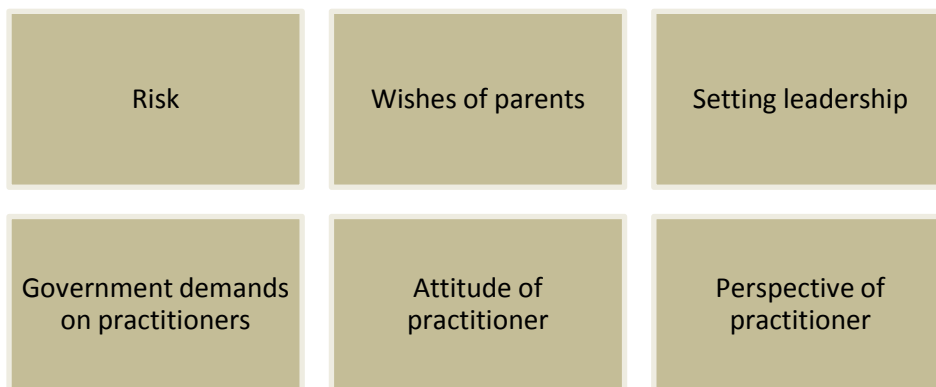 Risk
Wishes of parents
Setting leadership
Government demands
on practitioners
Attitude of
practitioner
Perspective of
practitioner